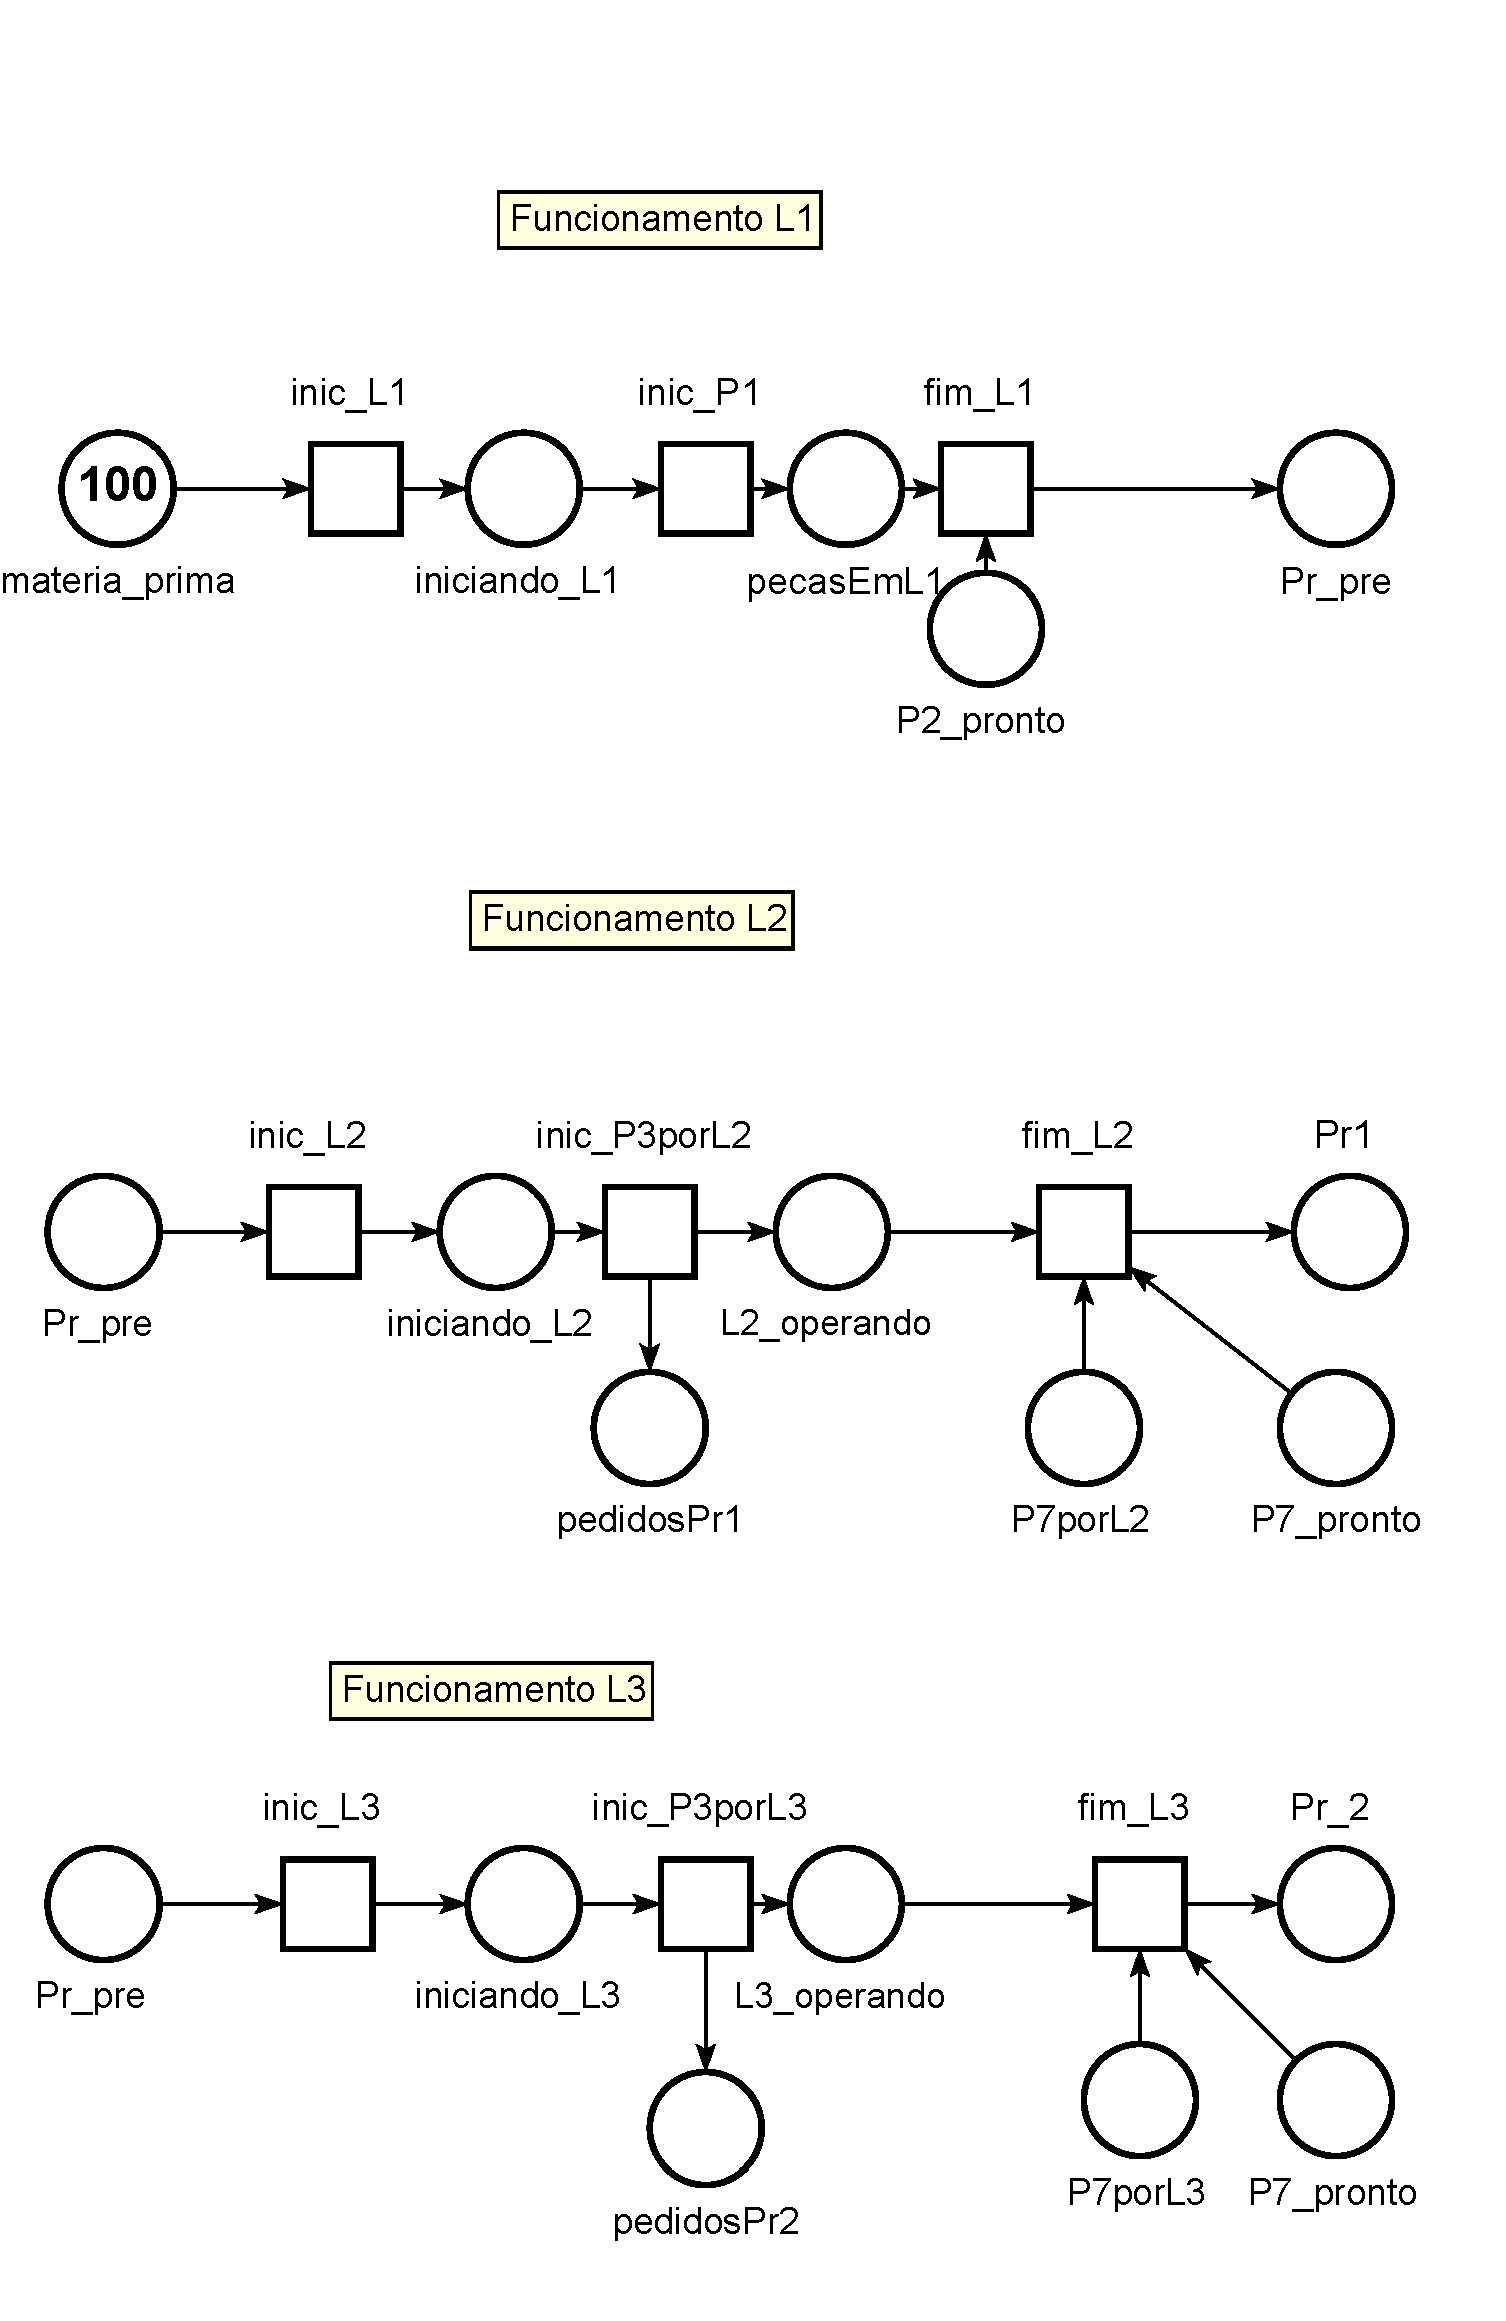 Funcionamento L1
inic_L1
inic_P1
fim_L1
100
materia_prima
iniciando_L1
pecasEmL1
Pr_pre
P2_pronto
Funcionamento L2
inic_L2
inic_P3porL2
fim_L2
Pr1
Pr_pre
iniciando_L2
L2_operando
pedidosPr1
P7porL2
P7_pronto
Funcionamento L3
inic_L3
inic_P3porL3
fim_L3
Pr_2
Pr_pre
iniciando_L3
L3_operando
P7porL3
P7_pronto
pedidosPr2